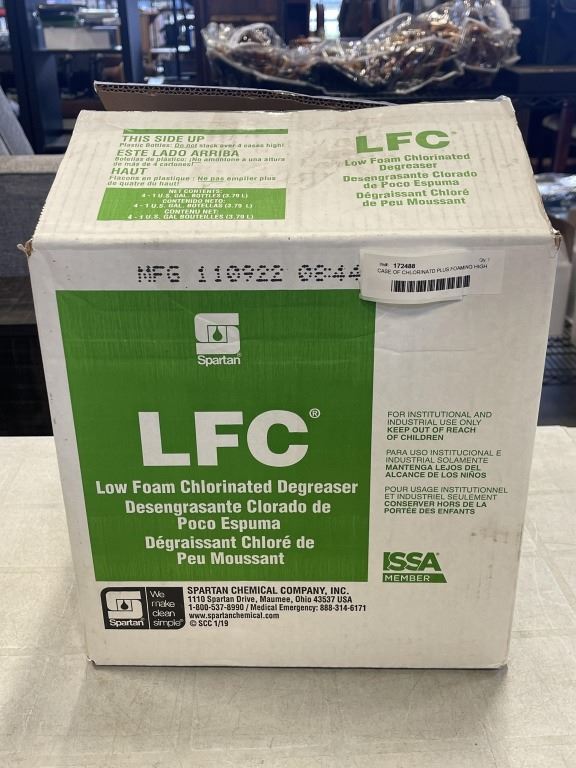 THIS SIDE UP
Plastic Bottles: Do not stack over 4 cases high!
ESTE LADO ARRIBA
Botellas de plástico: ¡No amontone a una altura
de más de 4 cartones!
HAUT
Flacons en plastique : Ne pas empiler plus
de quatre du haut!
NET CONTENTS:
4 - 1 U.S. GAL. BOTTLES (3.79 L)
CONTENIDO NETO:
4 - 1 U.S. GAL. BOTELLAS (3.79 L)
CONTENU NET:
4 - 1 U.S. GAL. BOUTEILLES (3.79 L)
LFC®
Low Foam Chlorinated
Degreaser
Desengrasante Clorado
de Poco Espuma
Dégraissant Chloré
de Peu Moussant
MFG 110922 08:44
172488
CASE OF CHLORINATD PLUS FOAMING HIGH
Spartan®
LFC®
Low Foam Chlorinated Degreaser
Desengrasante Clorado de
Poco Espuma
Dégraissant Chloré de
Peu Moussant
FOR INSTITUTIONAL AND
INDUSTRIAL USE ONLY
KEEP OUT OF REACH
OF CHILDREN
PARA USO INSTITUCIONAL E
INDUSTRIAL SOLAMENTE
MANTENGA LEJOS DEL
ALCANCE DE LOS NIÑOS
POUR USAGE INSTITUTIONNEL
ET INDUSTRIEL SEULEMENT
CONSERVER HORS DE LA
PORTÉE DES ENFANTS
ISSA
MEMBER
Spartan®
We
make
clean
simple®
SPARTAN CHEMICAL COMPANY, INC.
1110 Spartan Drive, Maumee, Ohio 43537 USA
1-800-537-8990 / Medical Emergency: 888-314-6171
www.spartanchemical.com
© SCC 1/19